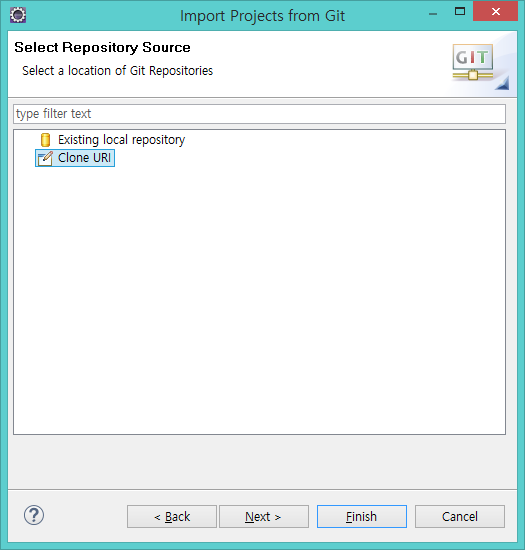 Import Projects from Git
Select Repository Source
Select a location of Git Repositories
GIT
type filter text
Existing local repository
Clone URI
?
< Back
Next >
Finish
Cancel